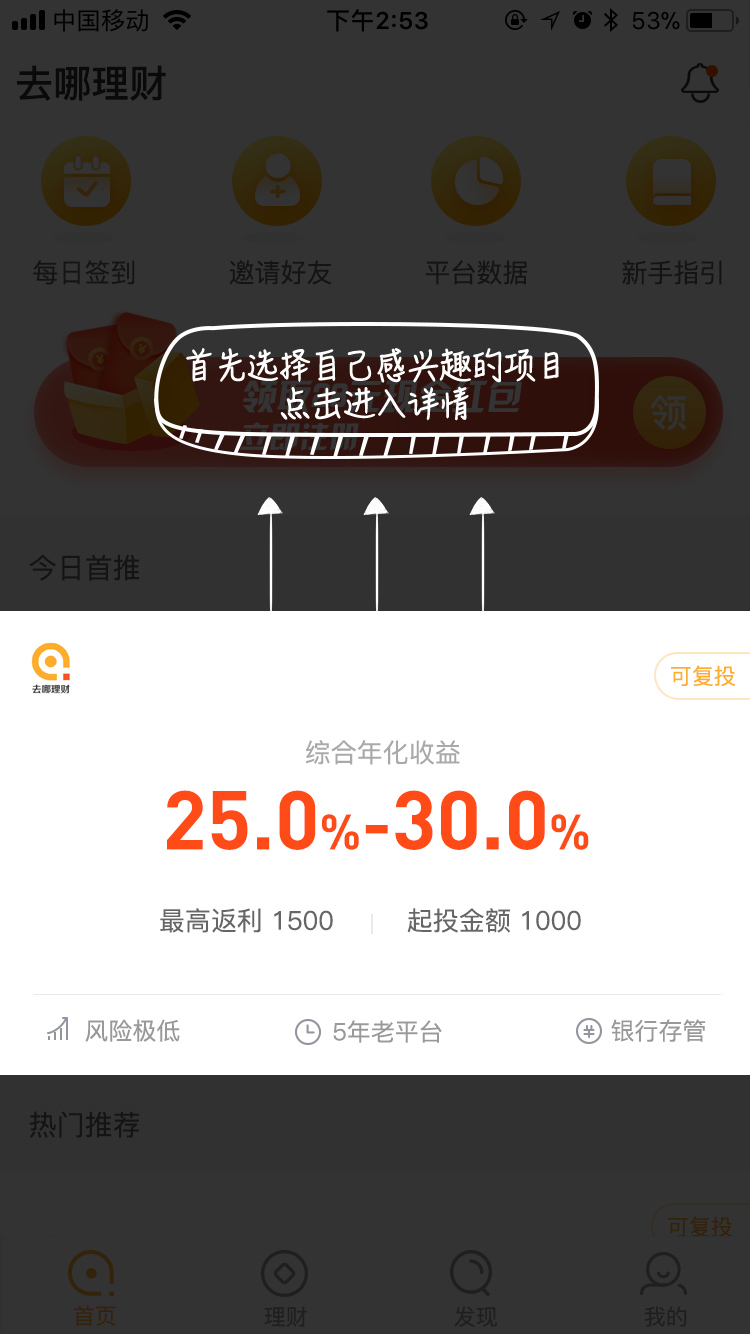 中国移动 下午2:53 53%
去哪理财
每日签到 邀请好友 平台数据 新手指引
首先选择自己感兴趣的项目
点击进入详情
立即注册
领
今日首推
去哪理财
可复投
综合年化收益
25.0%-30.0%
最高返利 1500 起投金额 1000
风险极低 5年老平台 银行存管
热门推荐
可复投
首页 理财 发现 我的